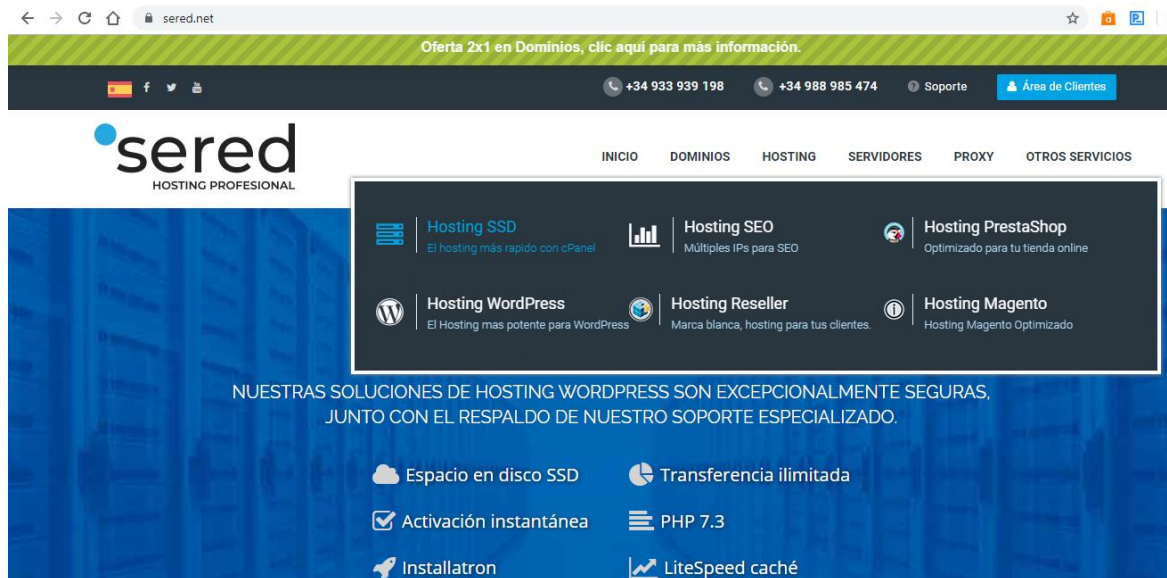 sered.net
Oferta 2x1 en Dominios, clic aquí para más información.
+34 933 939 198
+34 988 985 474
Soporte
Área de Clientes
sered
HOSTING PROFESIONAL
INICIO
DOMINIOS
HOSTING
SERVIDORES
PROXY
OTROS SERVICIOS
Hosting SSD
El hosting más rapido con cPanel
Hosting SEO
Múltiples IPs para SEO
Hosting PrestaShop
Optimizado para tu tienda online
Hosting WordPress
El Hosting mas potente para WordPress
Hosting Reseller
Marca blanca, hosting para tus clientes.
Hosting Magento
Hosting Magento Optimizado
NUESTRAS SOLUCIONES DE HOSTING WORDPRESS SON EXCEPCIONALMENTE SEGURAS,
JUNTO CON EL RESPALDO DE NUESTRO SOPORTE ESPECIALIZADO.
Espacio en disco SSD
Transferencia ilimitada
Activación instantánea
PHP 7.3
Installatron
LiteSpeed caché